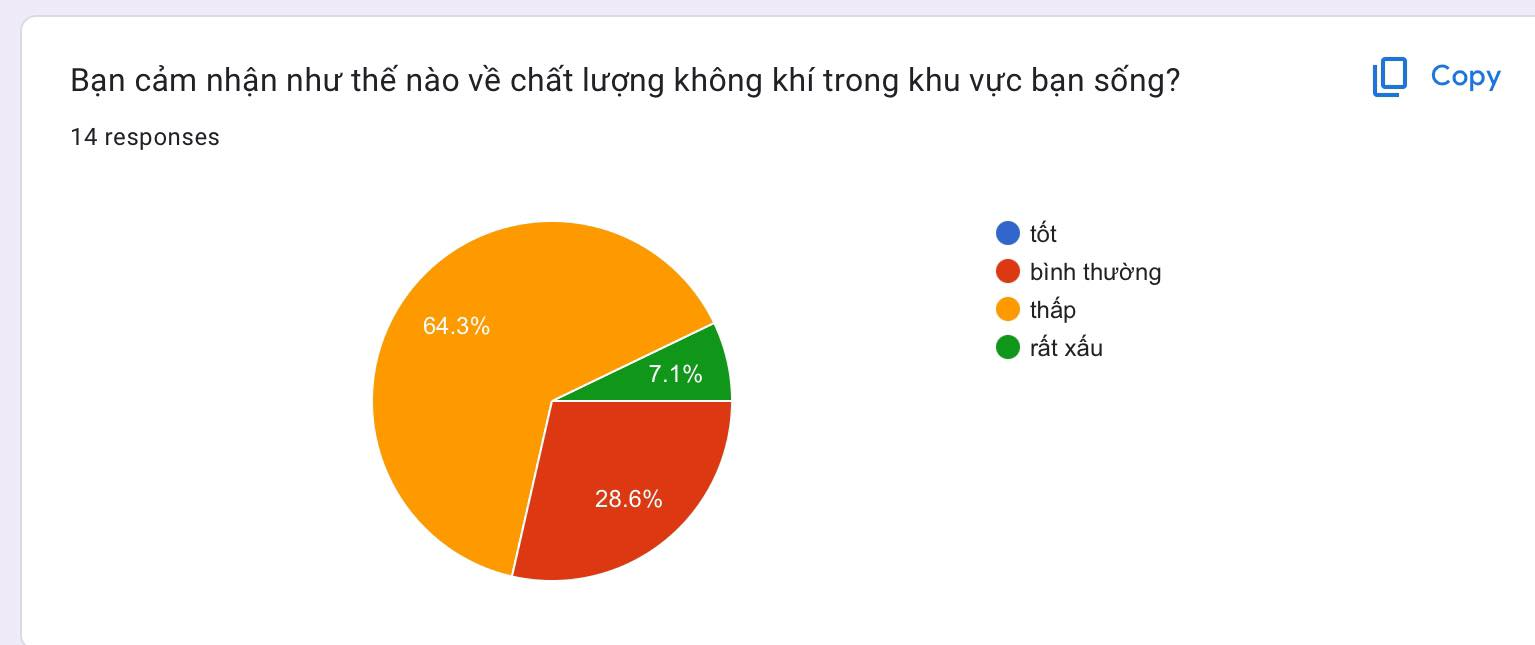 Bạn cảm nhận như thế nào về chất lượng không khí trong khu vực bạn sống?
Copy
14 responses
tốt
bình thường
thấp
rất xấu
64.3%
7.1%
28.6%